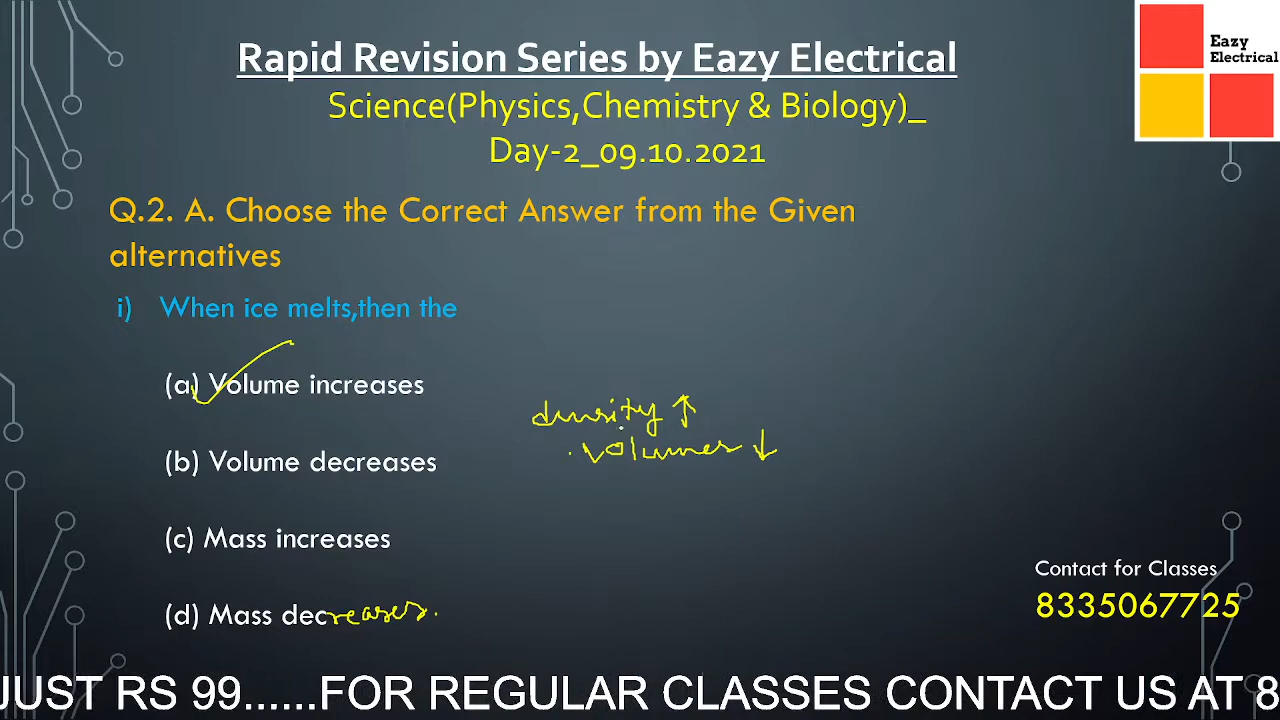 Rapid Revision Series by Eazy Electrical
Eazy
Electrical
Science(Physics,Chemistry & Biology)_
Day-2_09.10.2021
Q.2. A. Choose the Correct Answer from the Given
alternatives
i) When ice melts,then the
(a) Volume increases
density ↑
volumes ↓
(b) Volume decreases
(c) Mass increases
(d) Mass decreases.
Contact for Classes
8335067725
JUST RS 99......FOR REGULAR CLASSES CONTACT US AT 8